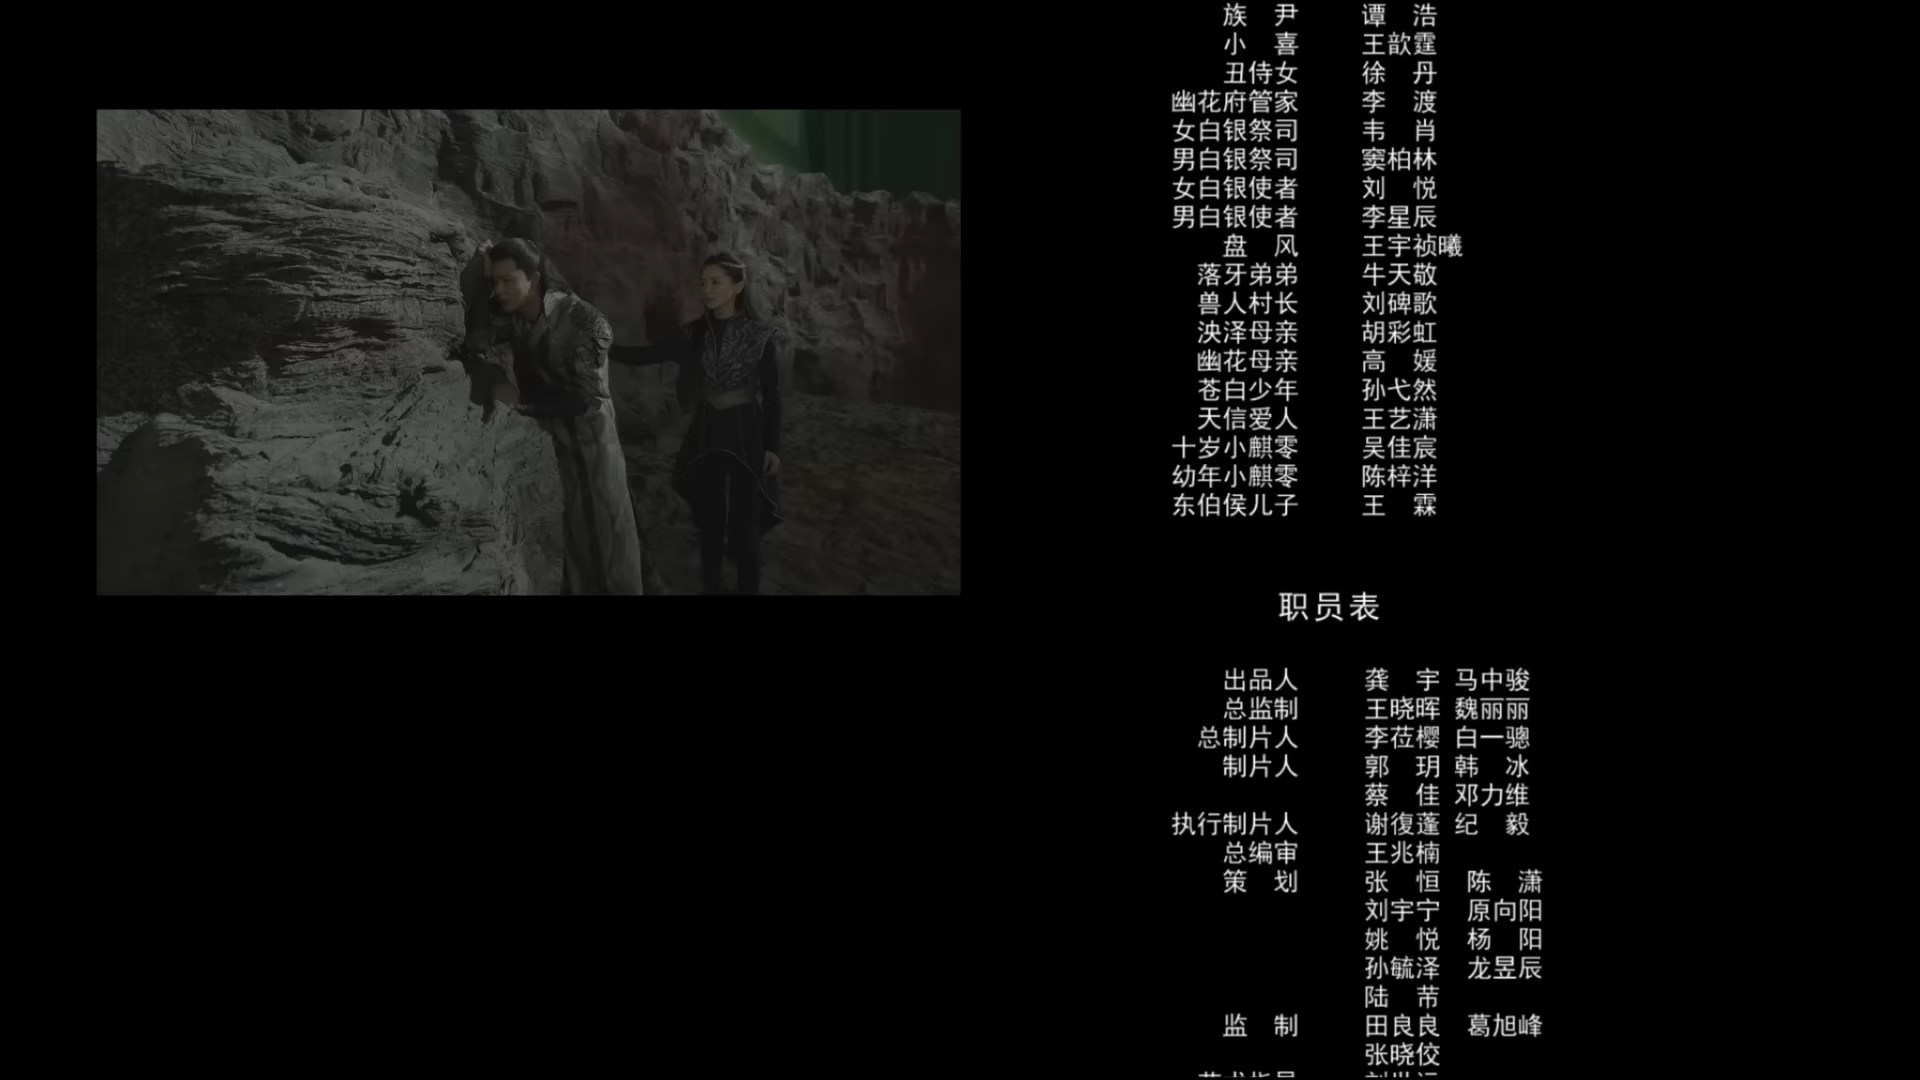 族 尹 谭 浩
小 喜 王歆霆
丑侍女 徐 丹
幽花府管家 李 渡
女白银祭司 韦 肖
男白银祭司 窦柏林
女白银使者 刘 悦
男白银使者 李星辰
盘 风 王宇祯曦
落牙弟弟 牛天敬
兽人村长 刘碑歌
泱泽母亲 胡彩虹
幽花母亲 高 媛
苍白少年 孙弋然
天信爱人 王艺潇
十岁小麒零 吴佳宸
幼年小麒零 陈梓洋
东伯侯儿子 王 霖
职员表
出品人 龚 宇 马中骏
总监制 王晓晖 魏丽丽
总制片人 李莅樱 白一骢
制片人 郭 玥 韩 冰
蔡 佳 邓力维
执行制片人 谢復蓬 纪 毅
总编审 王兆楠
策 划 张 恒 陈 潇
刘宇宁 原向阳
姚 悦 杨 阳
孙毓泽 龙昱辰
陆 芾
监 制 田良良 葛旭峰
张晓佼